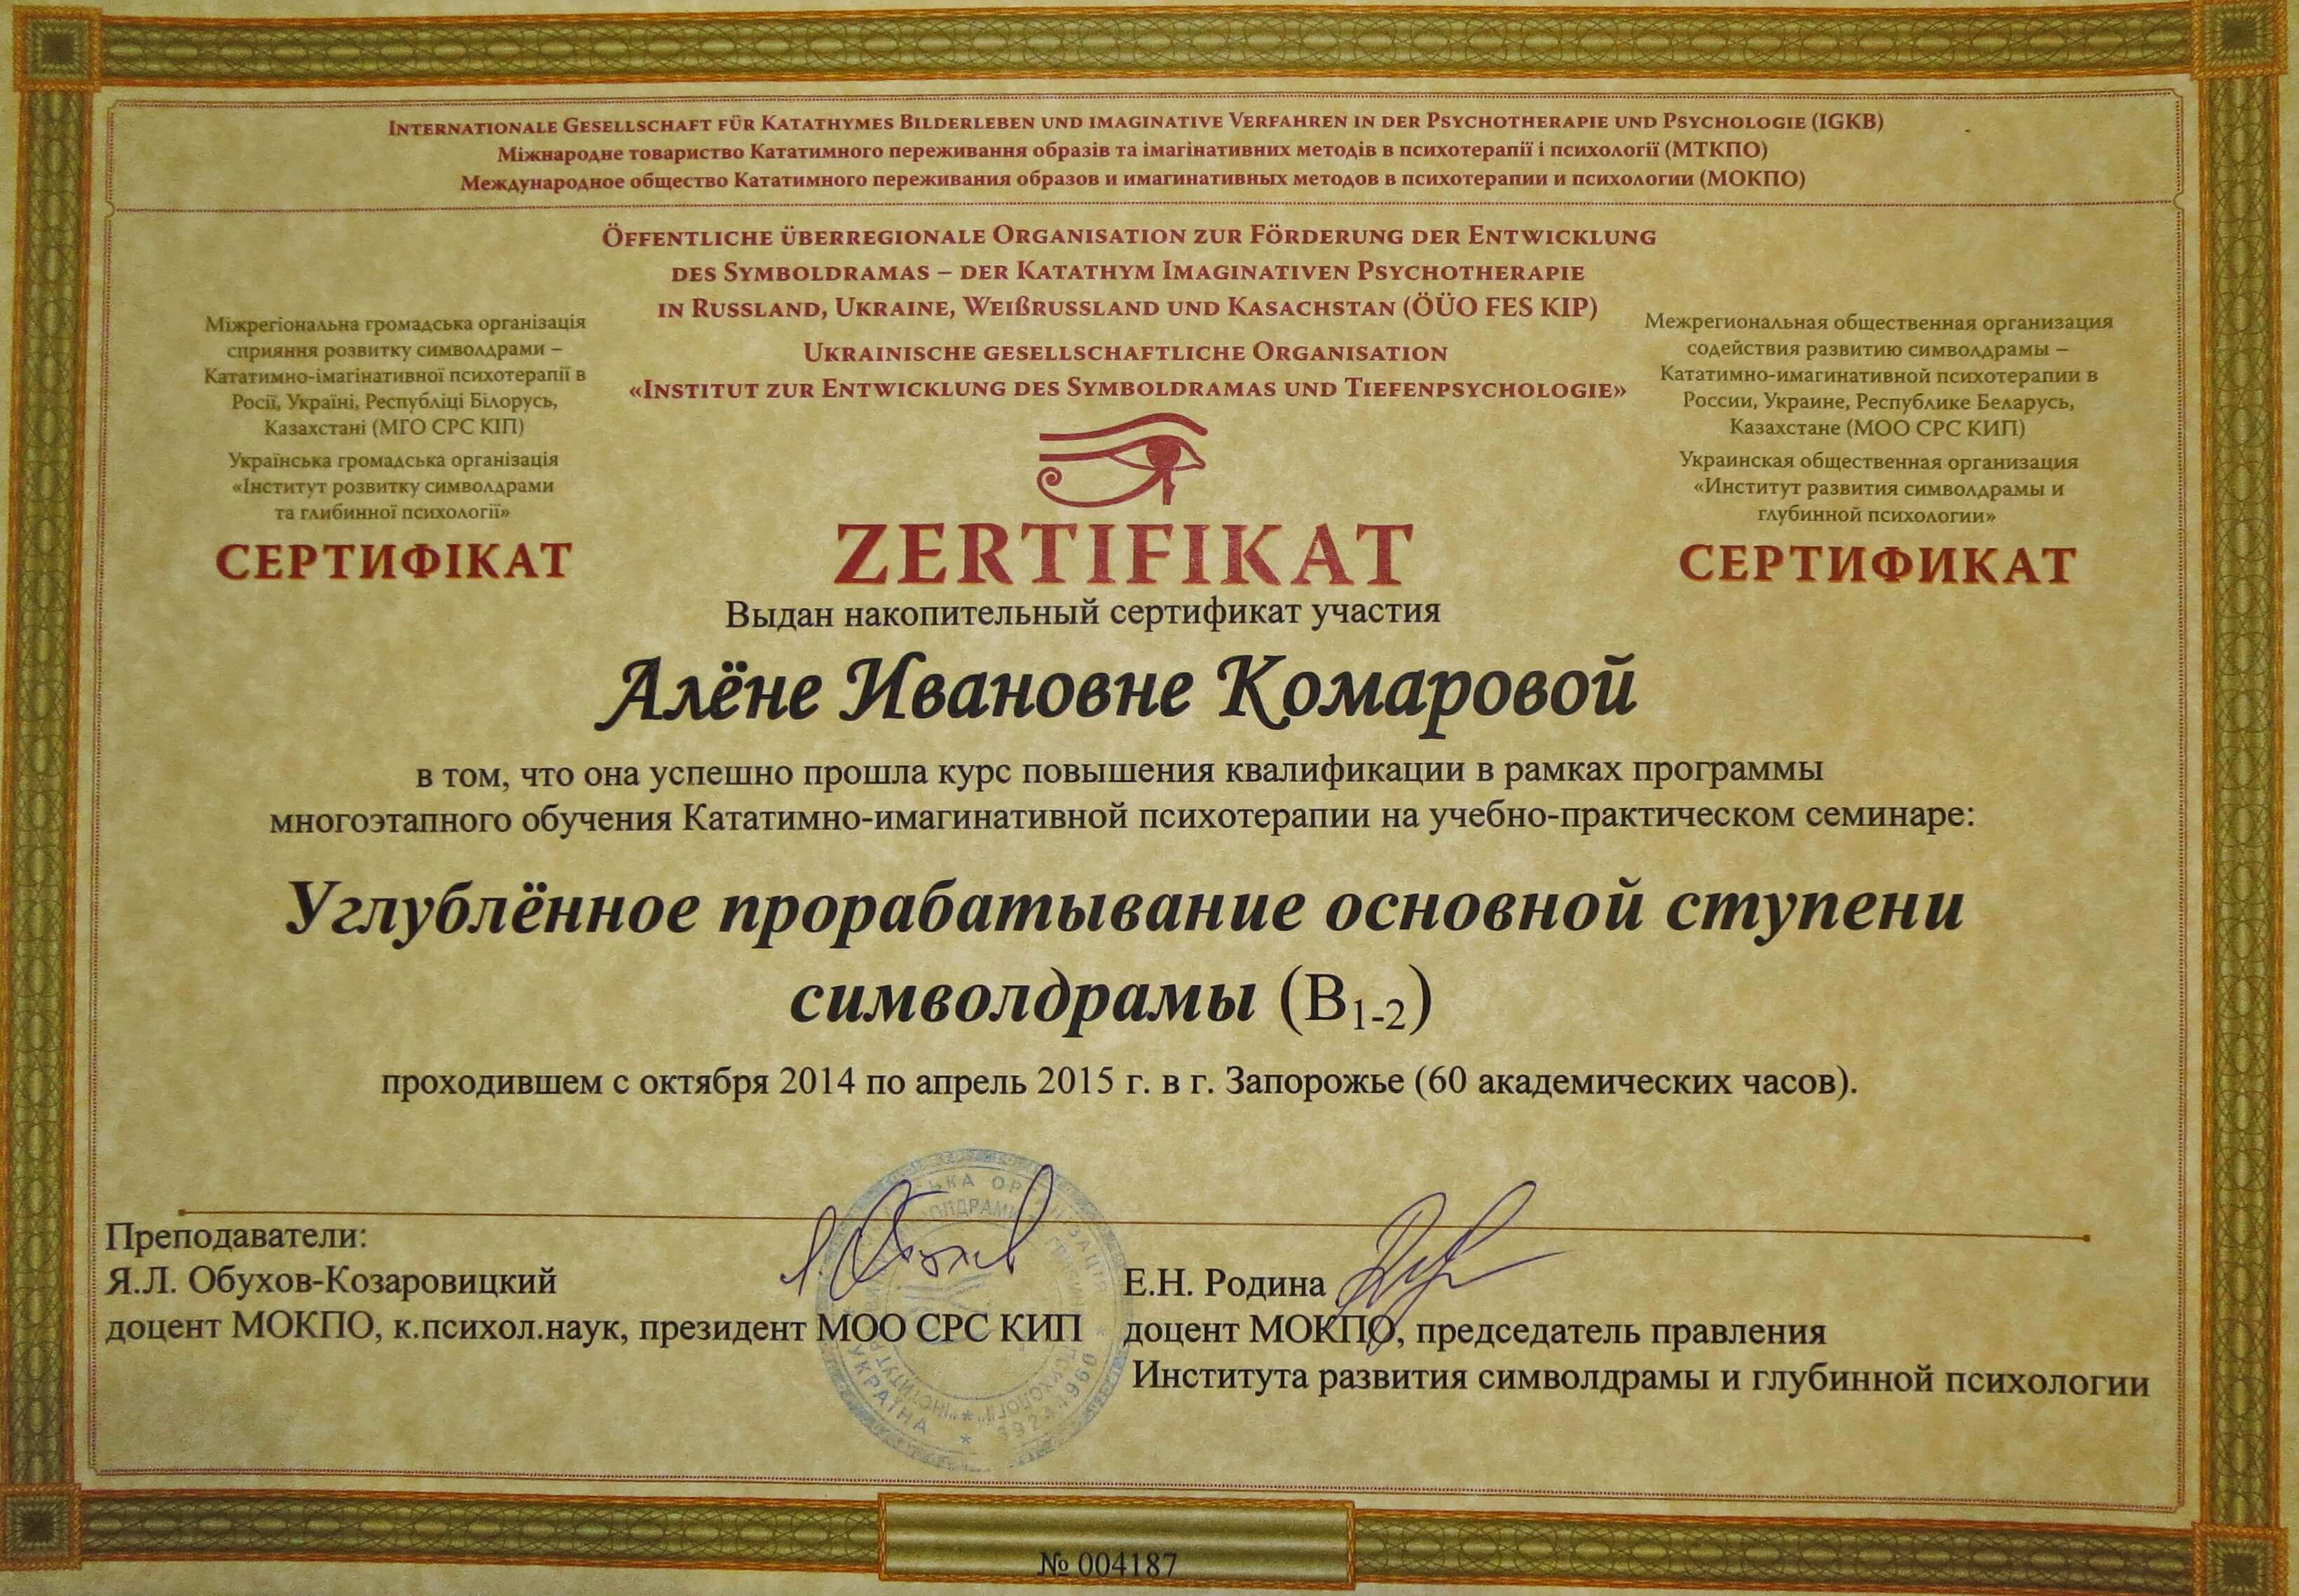 Internationale Gesellschaft für Katathymes Bilderleben und imaginative Verfahren in der Psychotherapie und Psychologie (IGKB)
Міжнародне товариство Кататимного переживання образів та імагінативних методів в психотерапії і психології (МТКПО)
Международное общество Кататимного переживания образов и имагинативных методов в психотерапии и психологии (МОКПО)
Öffentliche überregionale Organisation zur Förderung der Entwicklung
des Symboldramas – der Katathym Imaginativen Psychotherapie
in Russland, Ukraine, Weißrussland und Kasachstan (ÖÜO FES KIP)
Ukrainische gesellschaftliche Organisation
«Institut zur Entwicklung des Symboldramas und Tiefenpsychologie»
Міжрегіональна громадська організація
сприяння розвитку символдрами –
Кататимно-імагінативної психотерапії в
Росії, Україні, Республіці Білорусь,
Казахстані (МГО СРС КІП)
Українська громадська організація
«Інститут розвитку символдрами
та глибинної психології»
СЕРТИФІКАТ
Межрегиональная общественная организация
содействия развитию символдрамы –
Кататимно-имагинативной психотерапии в
России, Украине, Республике Беларусь,
Казахстане (МОО СРС КИП)
Украинская общественная организация
«Институт развития символдрамы и
глубинной психологии»
СЕРТИФИКАТ
ZERTIFIKAT
Выдан накопительный сертификат участия
Алёне Ивановне Комаровой
в том, что она успешно прошла курс повышения квалификации в рамках программы
многоэтапного обучения Кататимно-имагинативной психотерапии на учебно-практическом семинаре:
Углублённое прорабатывание основной ступени
символдрамы (В1-2)
проходившем с октября 2014 по апрель 2015 г. в г. Запорожье (60 академических часов).
Преподаватели:
Я.Л. Обухов-Козаровицкий
доцент МОКПО, к.психол.наук, президент МОО СРС КИП
Е.Н. Родина
доцент МОКПО, председатель правления
Института развития символдрамы и глубинной психологии
УКРАЇНА
39244960
№ 004187